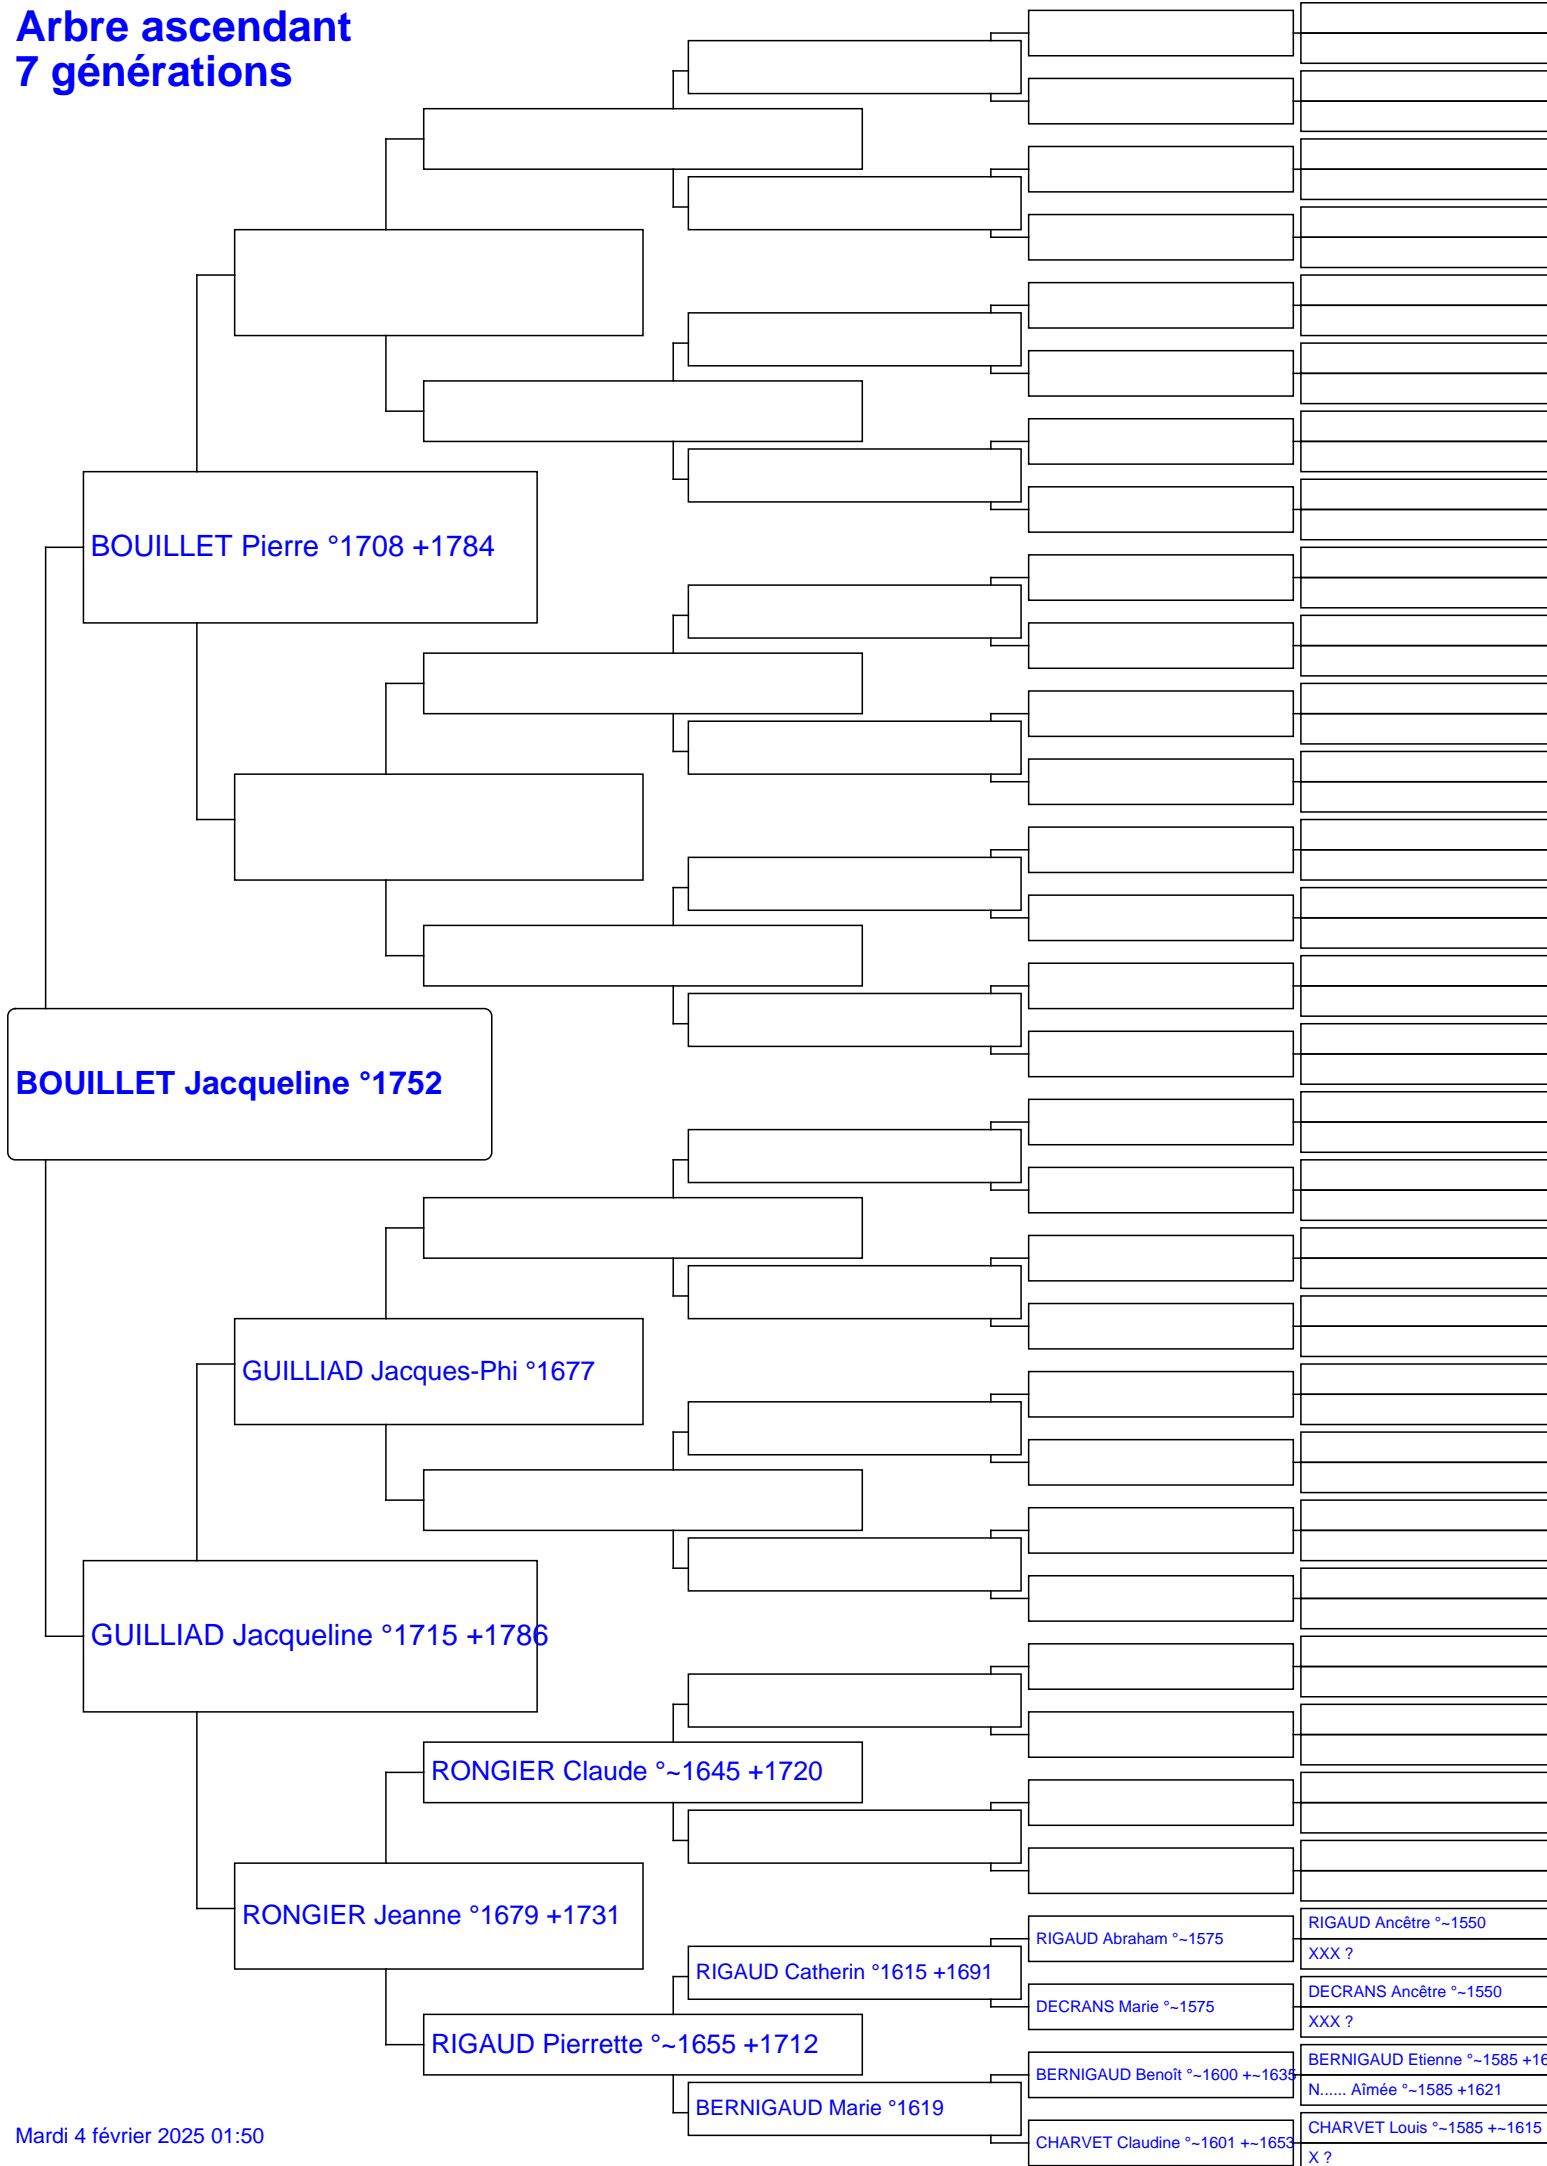 Arbre ascendant
7 générations
BOUILLET Pierre °1708 +1784
BOUILLET Jacqueline °1752
GUILLIAD Jacques-Phi °1677
GUILLIAD Jacqueline °1715 +1786
RONGIER Claude °~1645 +1720
RONGIER Jeanne °1679 +1731
RIGAUD Abraham °~1575
RIGAUD Ancêtre °~1550
XXX ?
RIGAUD Catherin °1615 +1691
DECRANS Marie °~1575
DECRANS Ancêtre °~1550
XXX ?
RIGAUD Pierrette °~1655 +1712
BERNIGAUD Benoît °~1600 +~1635
BERNIGAUD Etienne °~1585 +16
N...... Aîmée °~1585 +1621
BERNIGAUD Marie °1619
CHARVET Claudine °~1601 +~1653
CHARVET Louis °~1585 +~1615
X ?
Mardi 4 février 2025 01:50